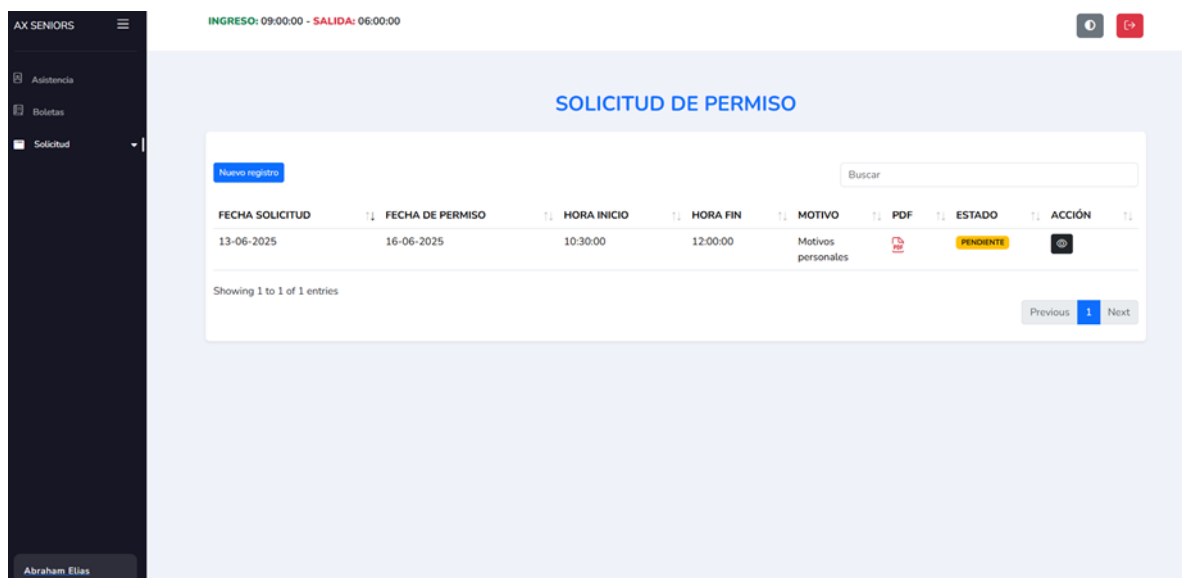 AX SENIORS
INGRESO: 09:00:00 - SALIDA: 06:00:00
Asistencia
Boletas
Solicitud
SOLICITUD DE PERMISO
Nuevo registro
Buscar
FECHA SOLICITUD FECHA DE PERMISO HORA INICIO HORA FIN MOTIVO PDF ESTADO ACCIÓN
13-06-2025 16-06-2025 10:30:00 12:00:00 Motivos PDF PENDIENTE
personales
Showing 1 to 1 of 1 entries
Previous 1 Next
Abraham Elias